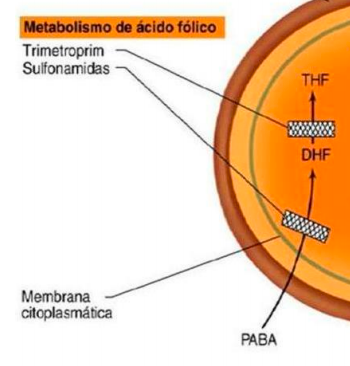 Metabolismo de ácido fólico
Trimetroprim
Sulfonamidas
THF
DHF
Membrana
citoplasmática
PABA